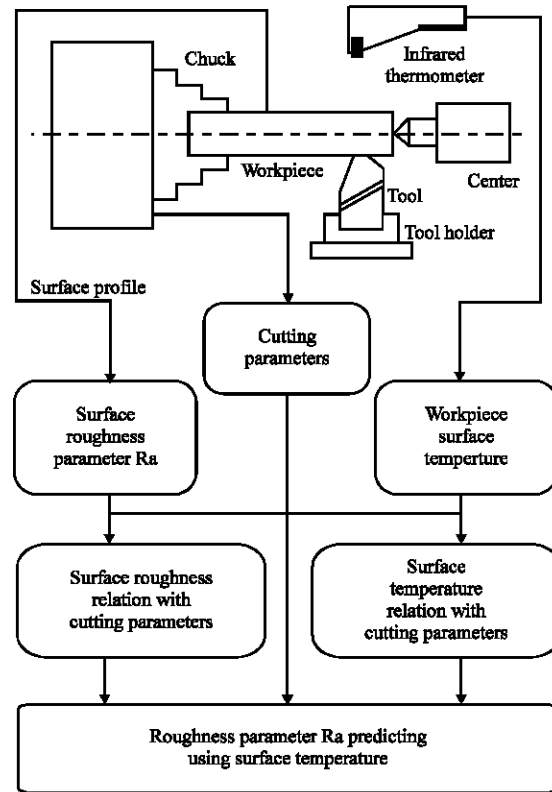 Chuck
Infrared
thermometer
Workpiece
Center
Tool
Tool holder
Surface profile
Cutting
parameters
Surface
roughness
parameter Ra
Workpiece
surface
temperture
Surface roughness
relation with
cutting parameters
Surface
temperature
relation with
cutting parameters
Roughness parameter Ra predicting
using surface temperature